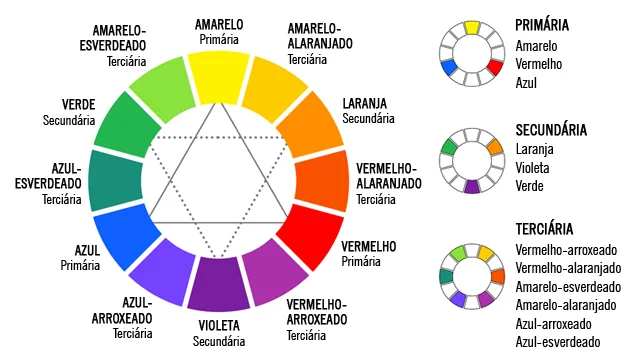 AMARELO
Primária
AMARELO-
ALARANJADO
Terciária
LARANJA
Secundária
VERMELHO-
ALARANJADO
Terciária
VERMELHO
Primária
VERMELHO-
ARROXEADO
Terciária
VIOLETA
Secundária
AZUL-
ARROXEADO
Terciária
AZUL
Primária
AZUL-
ESVERDEADO
Terciária
VERDE
Secundária
AMARELO-
ESVERDEADO
Terciária
PRIMÁRIA
Amarelo
Vermelho
Azul
SECUNDÁRIA
Laranja
Violeta
Verde
TERCIÁRIA
Vermelho-arroxeado
Vermelho-alaranjado
Amarelo-esverdeado
Amarelo-alaranjado
Azul-arroxeado
Azul-esverdeado